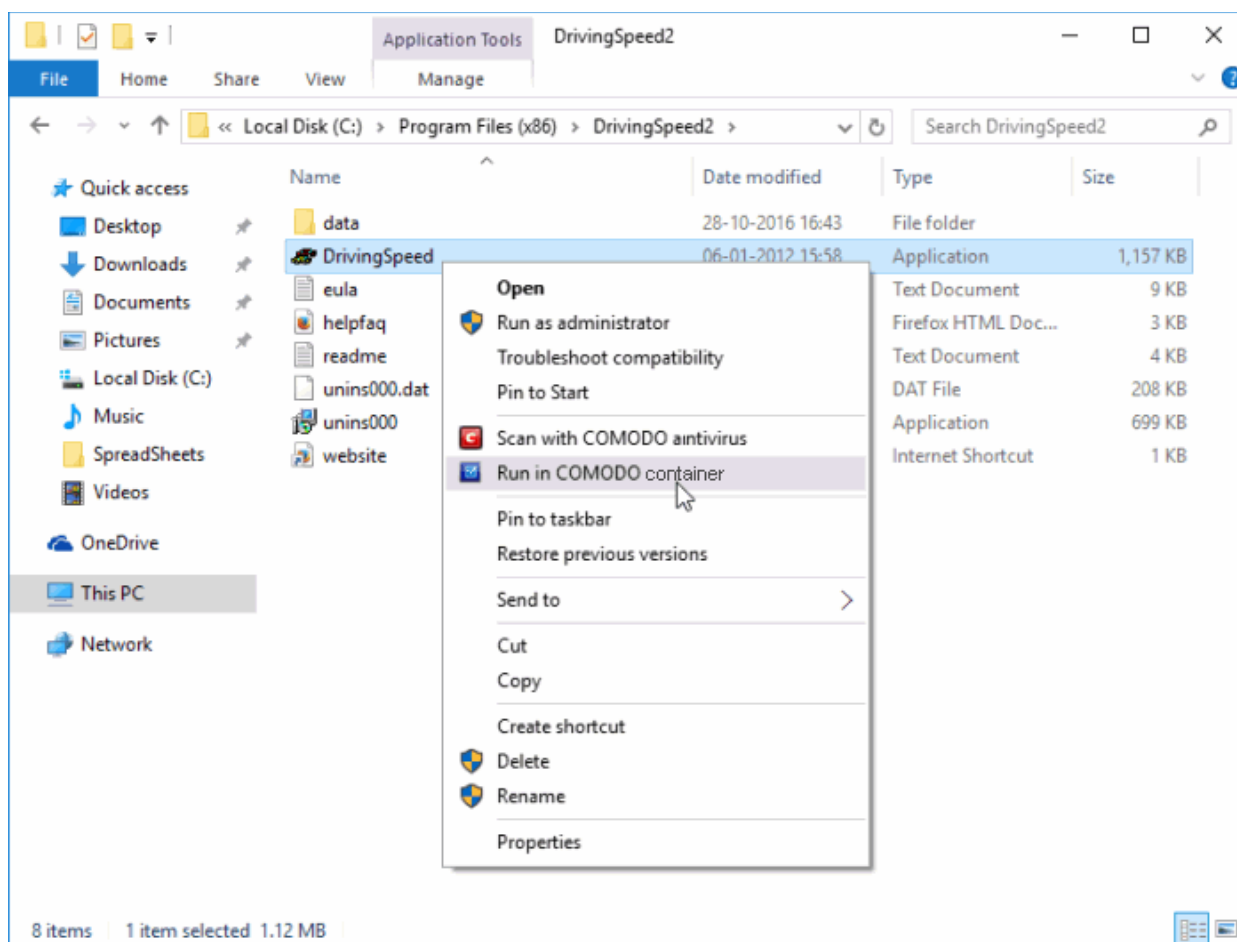 Application Tools DrivingSpeed2
File Home Share View Manage
« Local Disk (C:) > Program Files (x86) > DrivingSpeed2 > Search DrivingSpeed2
Name Date modified Type Size
Quick access
Desktop
Downloads
Documents
Pictures
Local Disk (C:)
Music
SpreadSheets
Videos
OneDrive
This PC
Network
data 28-10-2016 16:43 File folder
DrivingSpeed 06-01-2012 15:58 Application 1,157 KB
eula Text Document 9 KB
helpfaq Firefox HTML Doc... 3 KB
readme Text Document 4 KB
unins000.dat DAT File 208 KB
unins000 Application 699 KB
website Internet Shortcut 1 KB
Open
Run as administrator
Troubleshoot compatibility
Pin to Start
Scan with COMODO antivirus
Run in COMODO container
Pin to taskbar
Restore previous versions
Send to
Cut
Copy
Create shortcut
Delete
Rename
Properties
8 items 1 item selected 1.12 MB